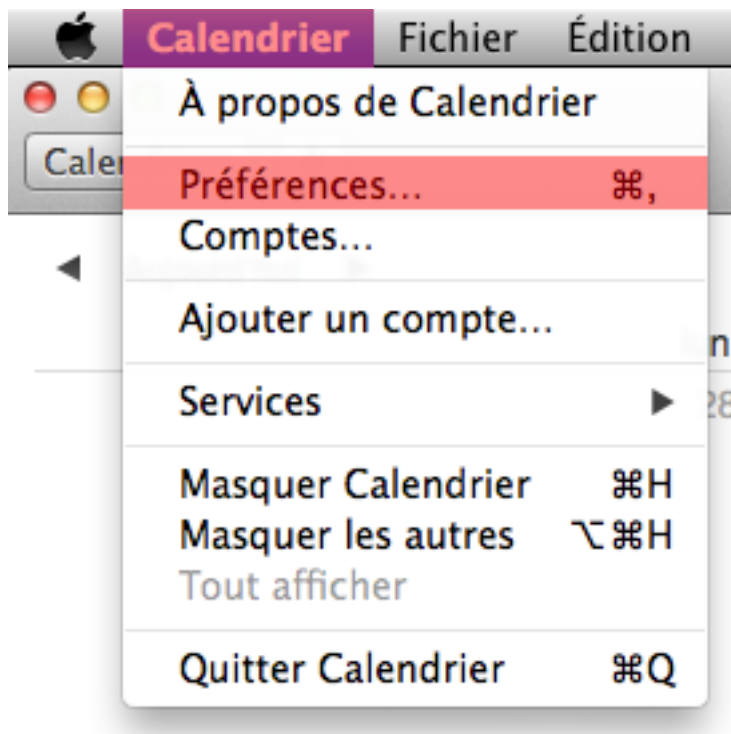 Calendrier Fichier Édition
À propos de Calendrier
Cale
Préférences... ⌘,
Comptes...
Ajouter un compte...
Services ▶
28
Masquer Calendrier ⌘H
Masquer les autres ⌥⌘H
Tout afficher
Quitter Calendrier ⌘Q